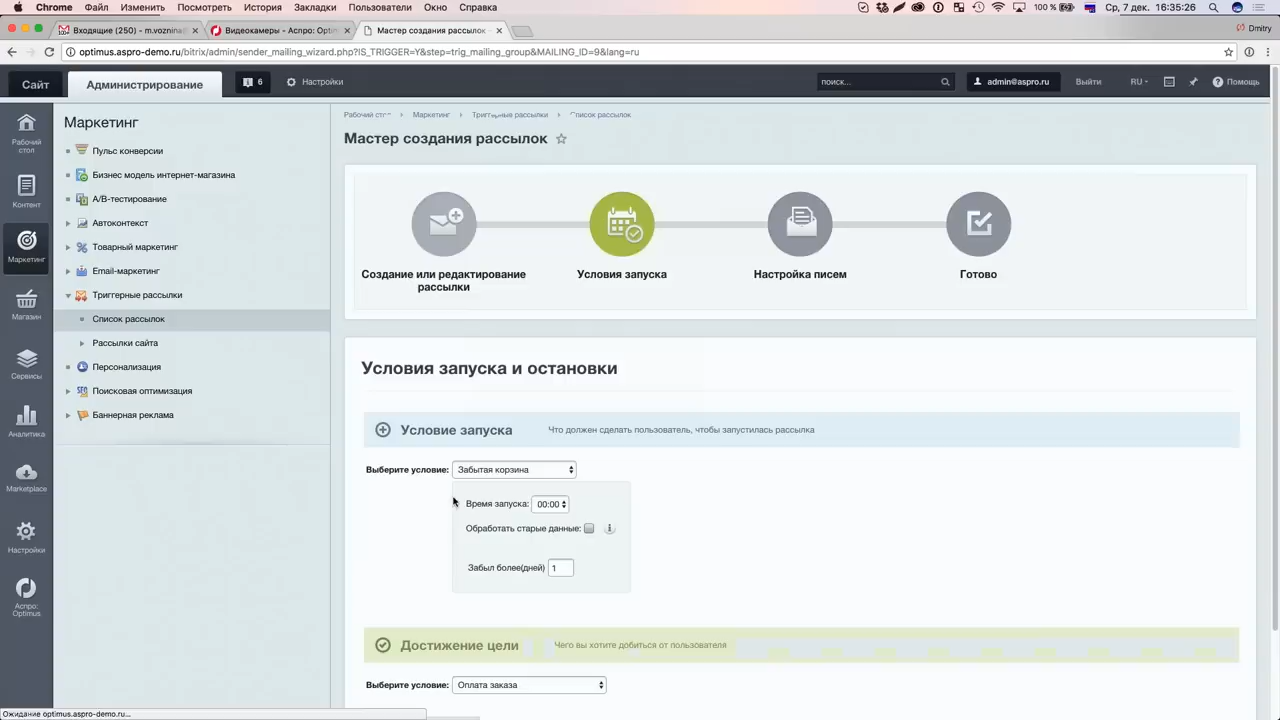 Chrome Файл Изменить Посмотреть История Закладки Пользователи Окно Справка 100 % Ср, 7 дек. 16:35:26
Входящие (250) - m.voznina@ Видеокамеры - Аспро: Opti Мастер создания рассылок - Dmitry
optimus.aspro-demo.ru/bitrix/admin/sender_mailing_wizard.php?IS_TRIGGER=Y&step=trig_mailing_group&MAILING_ID=9&lang=ru
Сайт Администрирование 6 Настройки поиск... admin@aspro.ru Выйти RU Помощь
Рабочий стол
Контент
Маркетинг
Магазин
Сервисы
Аналитика
Marketplace
Настройки
Аспро: Optimus
Маркетинг
Пульс конверсии
Бизнес модель интернет-магазина
A/B-тестирование
Автоконтекст
Товарный маркетинг
Email-маркетинг
Триггерные рассылки
Список рассылок
Рассылки сайта
Персонализация
Поисковая оптимизация
Баннерная реклама
Рабочий стол Маркетинг Триггерные рассылки Список рассылок
Мастер создания рассылок
Создание или редактирование
рассылки
Условия запуска
Настройка писем
Готово
Условия запуска и остановки
Условие запуска Что должен сделать пользователь, чтобы запустилась рассылка
Выберите условие: Забытая корзина
Время запуска: 00:00
Обработать старые данные:
Забыл более(дней) 1
Достижение цели Чего вы хотите добиться от пользователя
Выберите условие: Оплата заказа
Ожидание optimus.aspro-demo.ru...